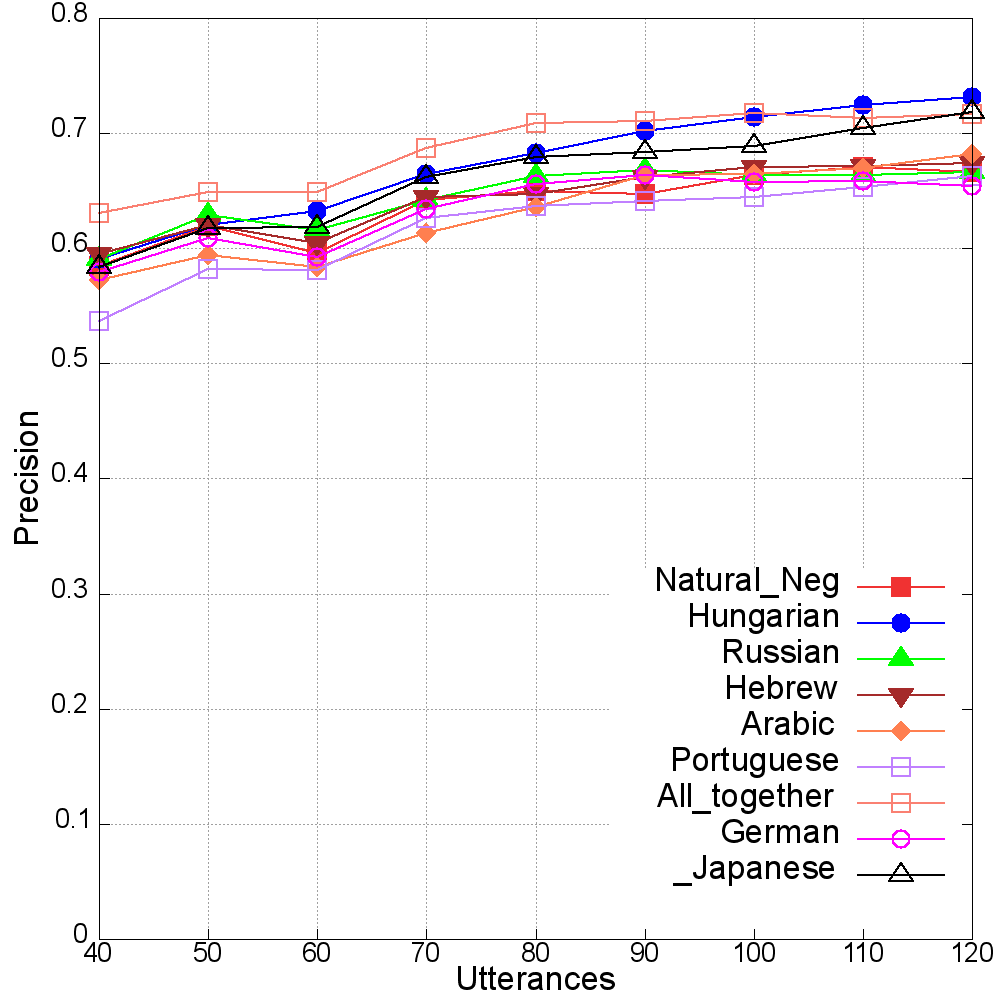 0.8
0.7
0.6
0.5
0.4
0.3
0.2
0.1
0
Precision
Natural_Neg
Hungarian
Russian
Hebrew
Arabic
Portuguese
All_together
German
_Japanese
40 50 60 70 80 90 100 110 120
Utterances